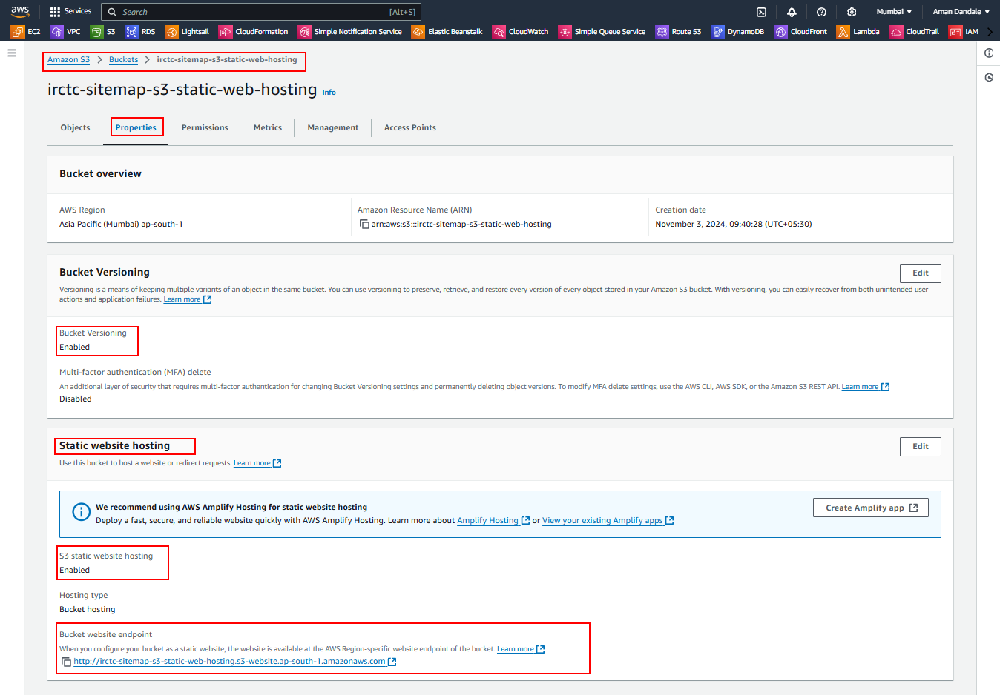 aws Services Search [Alt+S] Mumbai ▼ Aman Dandale ▼
EC2 VPC S3 RDS Lightsail CloudFormation Simple Notification Service Elastic Beanstalk CloudWatch Simple Queue Service Route 53 DynamoDB CloudFront Lambda CloudTrail IAM
Amazon S3 > Buckets > irctc-sitemap-s3-static-web-hosting
irctc-sitemap-s3-static-web-hosting Info
Objects Properties Permissions Metrics Management Access Points
Bucket overview
AWS Region Amazon Resource Name (ARN) Creation date
Asia Pacific (Mumbai) ap-south-1 arn:aws:s3:::irctc-sitemap-s3-static-web-hosting November 3, 2024, 09:40:28 (UTC+05:30)
Bucket Versioning Edit
Versioning is a means of keeping multiple variants of an object in the same bucket. You can use versioning to preserve, retrieve, and restore every version of every object stored in your Amazon S3 bucket. With versioning, you can easily recover from both unintended user
actions and application failures. Learn more
Bucket Versioning
Enabled
Multi-factor authentication (MFA) delete
An additional layer of security that requires multi-factor authentication for changing Bucket Versioning settings and permanently deleting object versions. To modify MFA delete settings, use the AWS CLI, AWS SDK, or the Amazon S3 REST API. Learn more
Disabled
Static website hosting Edit
Use this bucket to host a website or redirect requests. Learn more
We recommend using AWS Amplify Hosting for static website hosting Create Amplify app
Deploy a fast, secure, and reliable website quickly with AWS Amplify Hosting. Learn more about Amplify Hosting or View your existing Amplify apps
S3 static website hosting
Enabled
Hosting type
Bucket hosting
Bucket website endpoint
When you configure your bucket as a static website, the website is available at the AWS Region-specific website endpoint of the bucket. Learn more
http://irctc-sitemap-s3-static-web-hosting.s3-website.ap-south-1.amazonaws.com